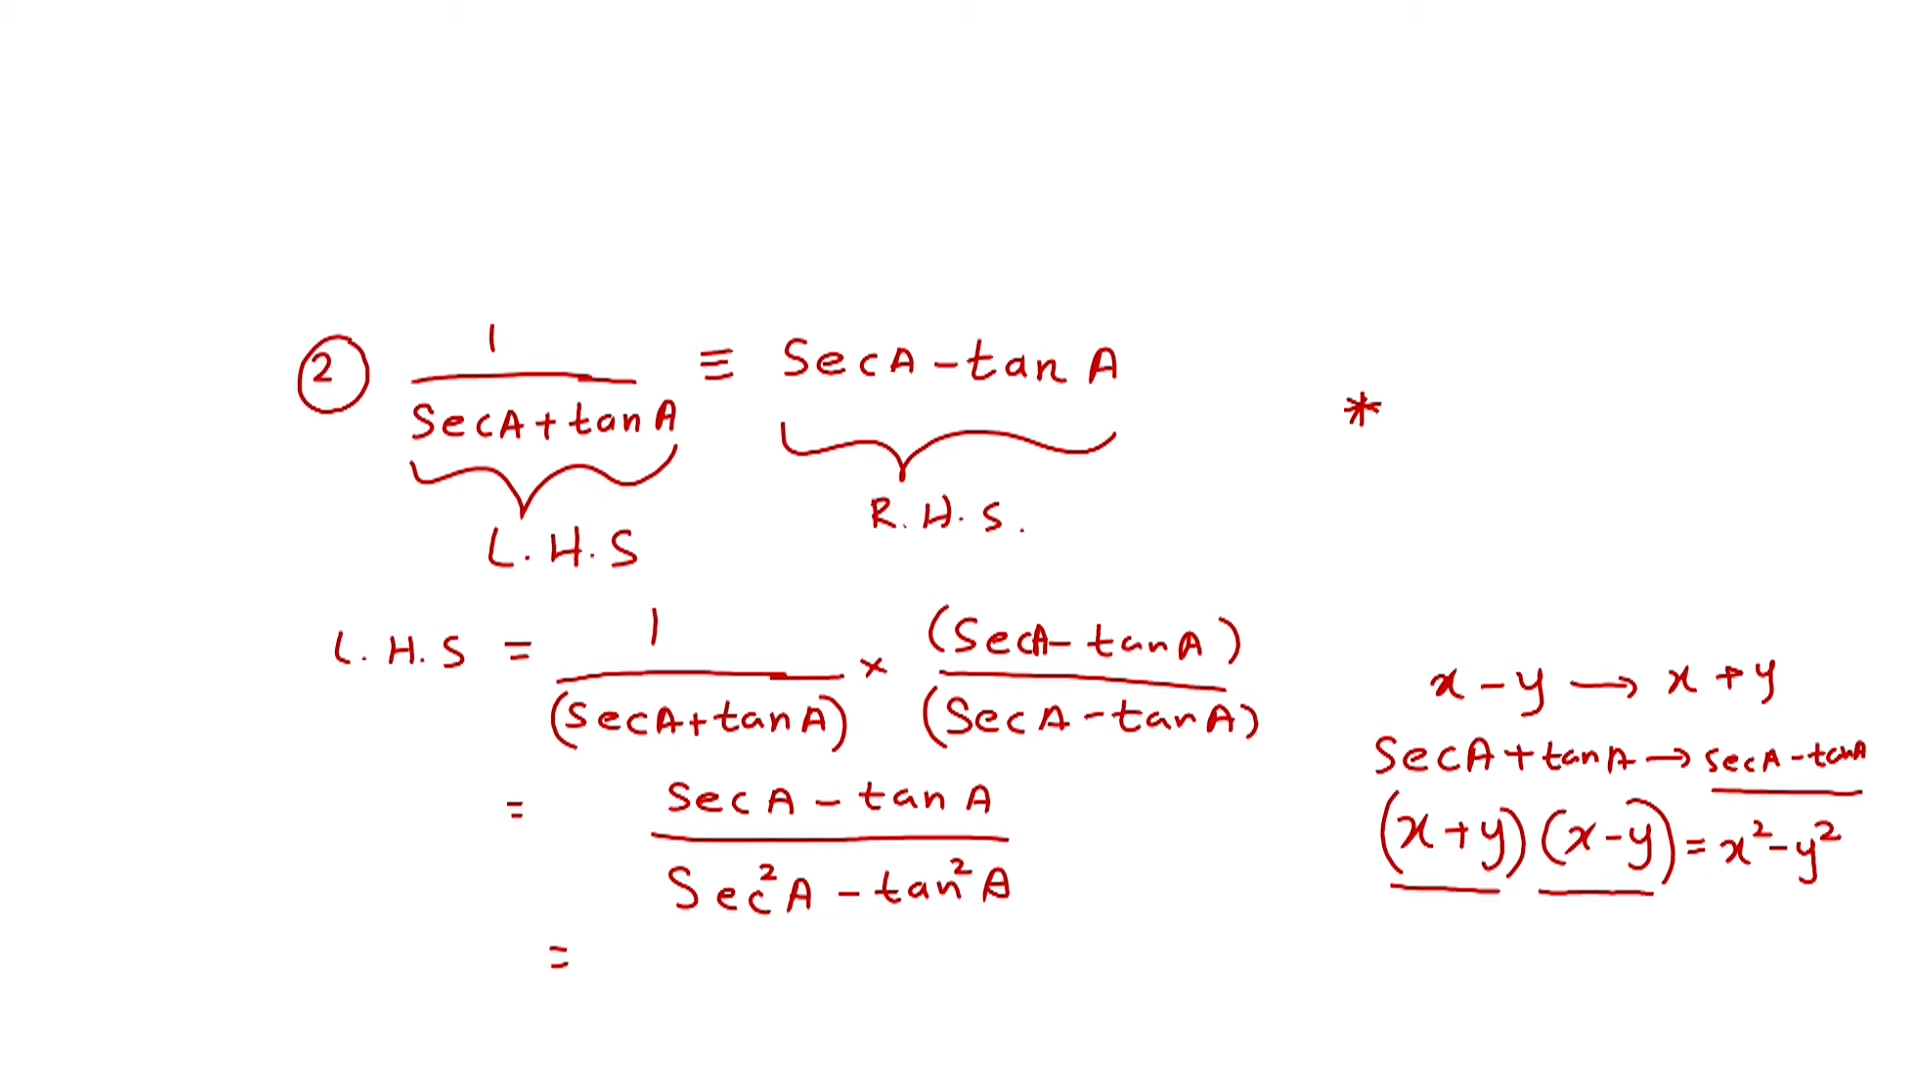 ② 1/(SecA+tanA) ≡ SecA-tan A
*
L.H.S
R.H.S.
L.H.S = 1/(SecA+tanA) × (SecA-tanA)/(SecA-tanA)
= (SecA-tanA)/(Sec²A-tan²A)
=
x-y → x+y
SecA+tanA → SecA-tanA
(x+y)(x-y) = x²-y²